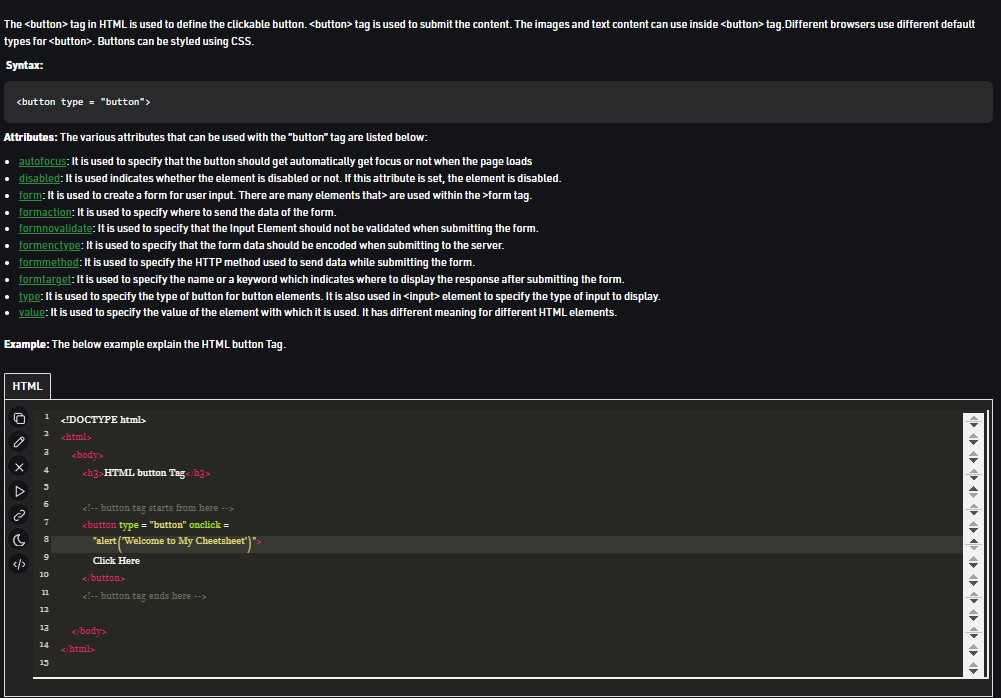 The <button> tag in HTML is used to define the clickable button. <button> tag is used to submit the content. The images and text content can use inside <button> tag.Different browsers use different default
types for <button>. Buttons can be styled using CSS.
Syntax:
<button type = "button">
Attributes: The various attributes that can be used with the "button" tag are listed below:
• autofocus: It is used to specify that the button should get automatically get focus or not when the page loads
• disabled: It is used indicates whether the element is disabled or not. If this attribute is set, the element is disabled.
• form: It is used to create a form for user input. There are many elements that> are used within the >form tag.
• formaction: It is used to specify where to send the data of the form.
• formnovalidate: It is used to specify that the Input Element should not be validated when submitting the form.
• formenctype: It is used to specify that the form data should be encoded when submitting to the server.
• formmethod: It is used to specify the HTTP method used to send data while submitting the form.
• formtarget: It is used to specify the name or a keyword which indicates where to display the response after submitting the form.
• type: It is used to specify the type of button for button elements. It is also used in <input> element to specify the type of input to display.
• value: It is used to specify the value of the element with which it is used. It has different meaning for different HTML elements.
Example: The below example explain the HTML button Tag.
HTML
1 <!DOCTYPE html>
2 <html>
3 <body>
4 <h3>HTML button Tag</h3>
5
6 <!-- button tag starts from here -->
7 <button type = "button" onclick =
8 "alert('Welcome to My Cheetsheet')">
9 Click Here
10 </button>
11 <!-- button tag ends here -->
12
13 </body>
14 </html>
15